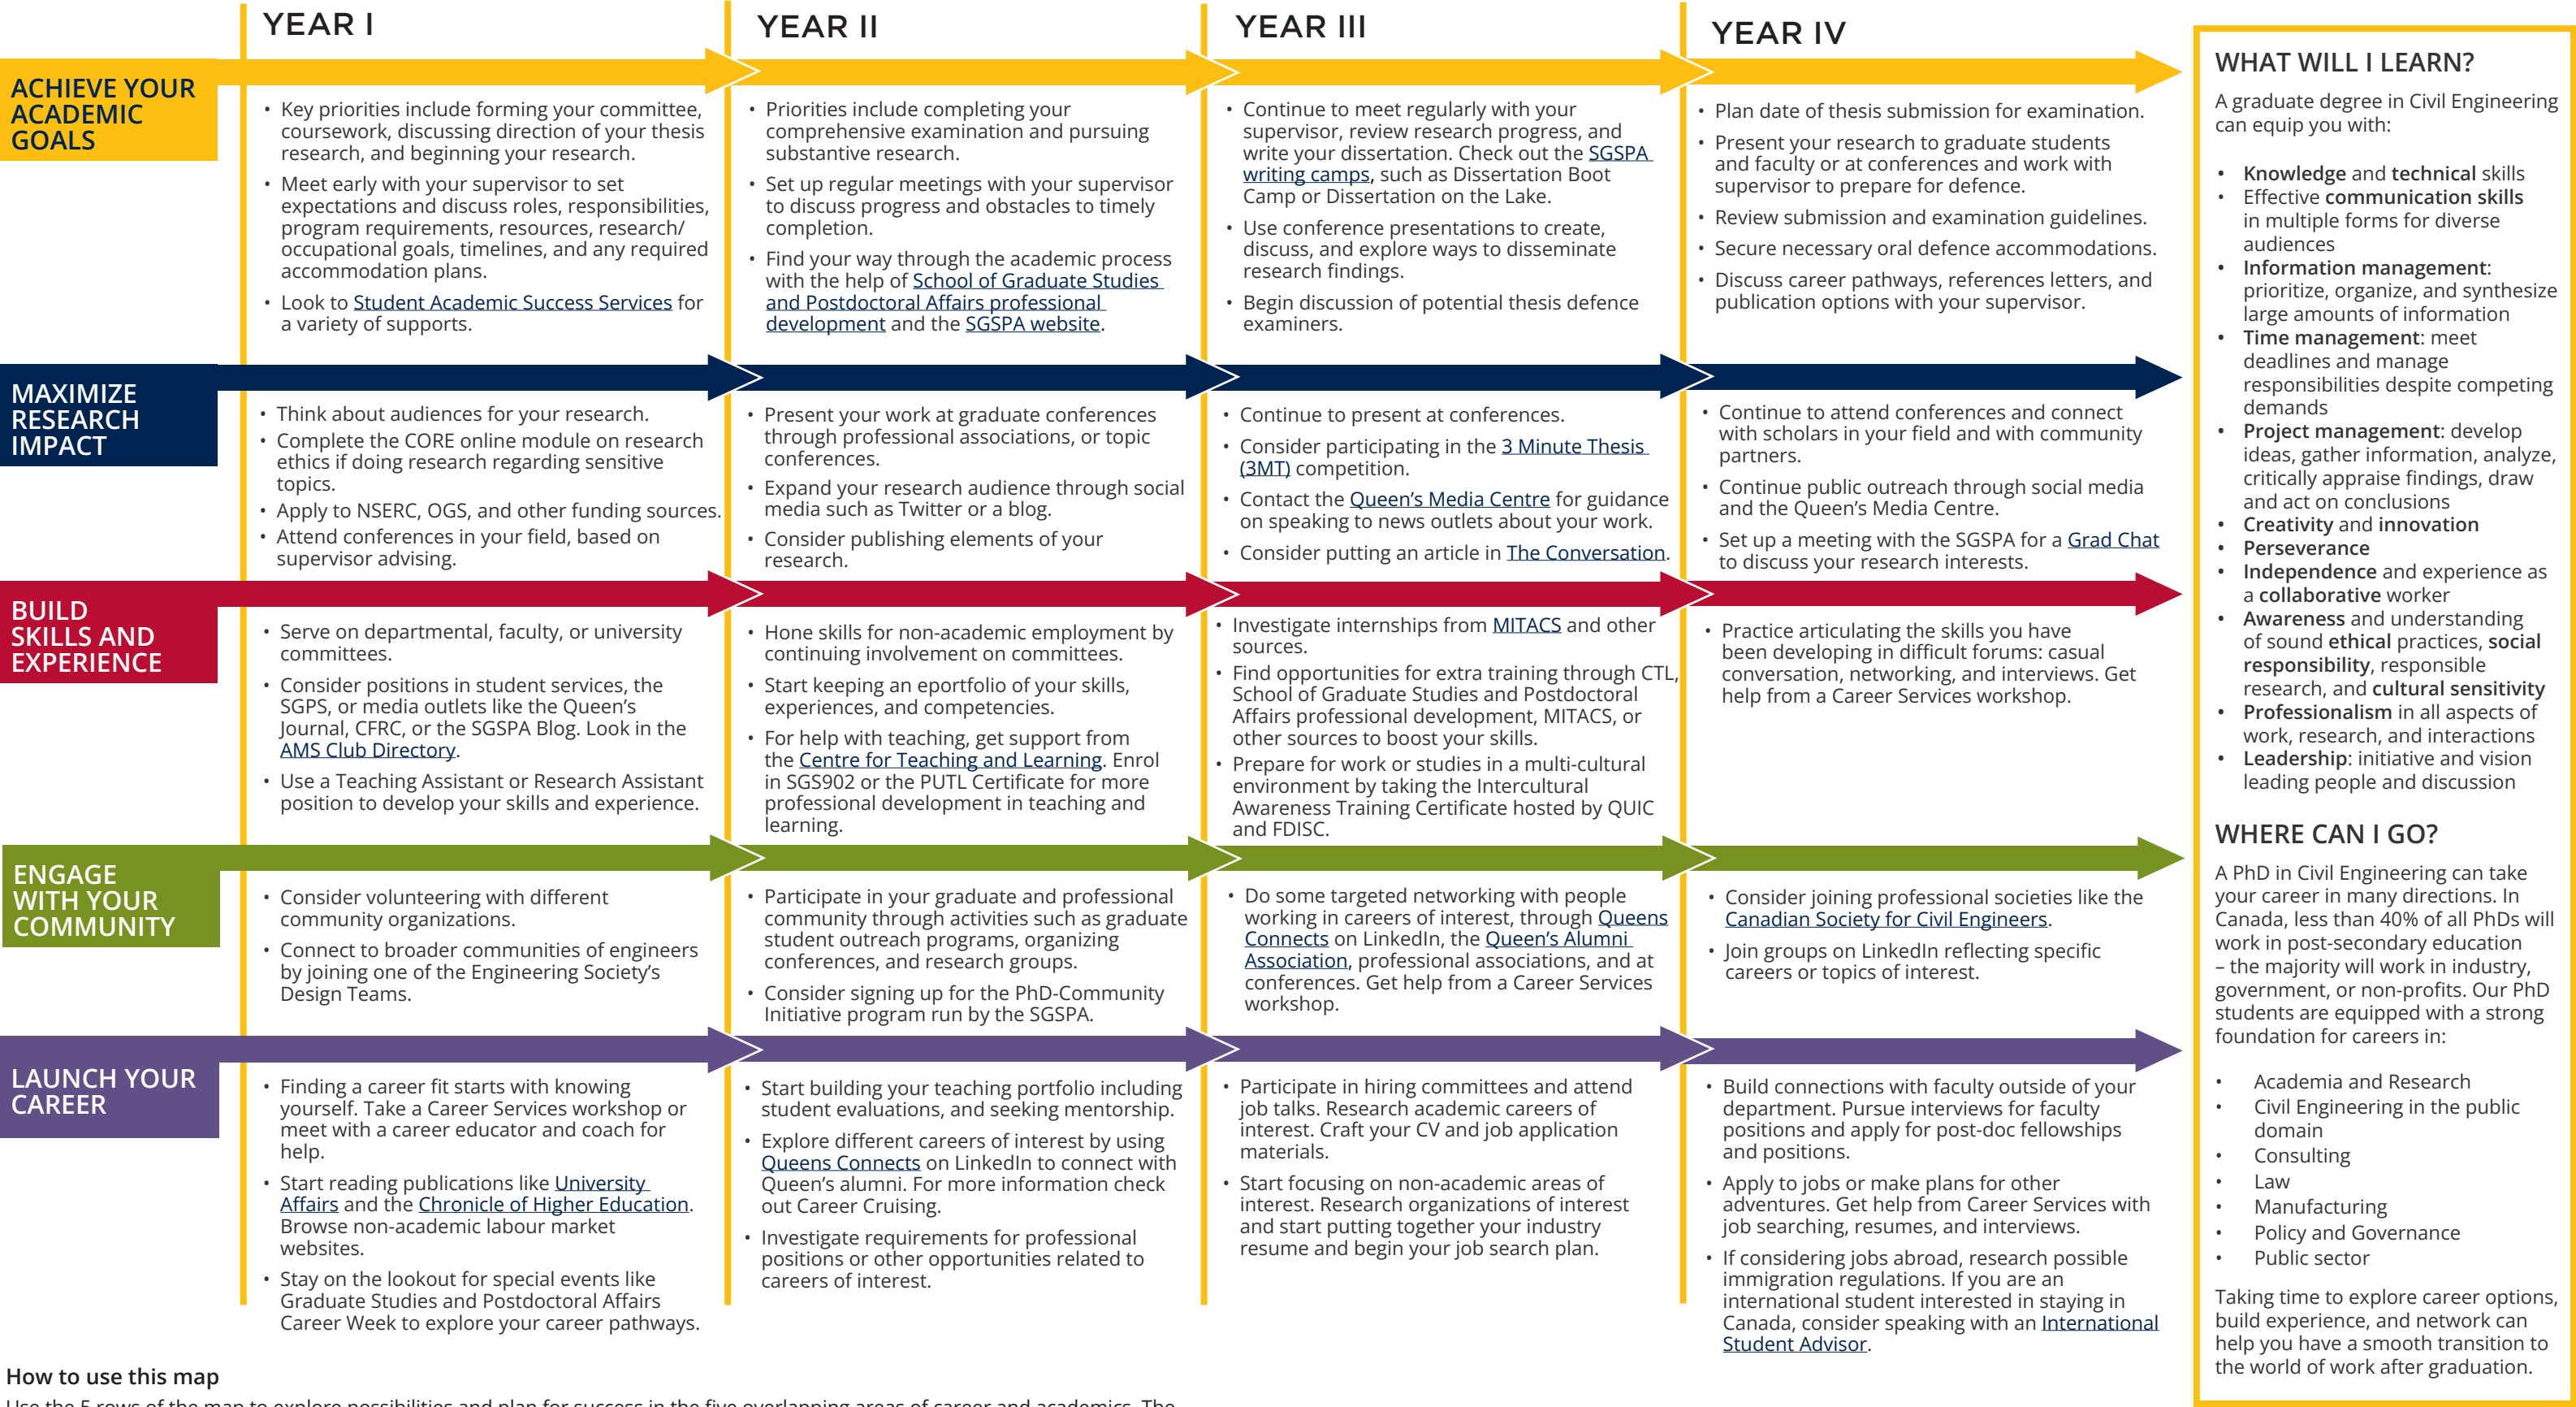 YEAR I
YEAR II
YEAR III
YEAR IV
ACHIEVE YOUR
ACADEMIC
GOALS
• Key priorities include forming your committee,
coursework, discussing direction of your thesis
research, and beginning your research.
• Meet early with your supervisor to set
expectations and discuss roles, responsibilities,
program requirements, resources, research/
occupational goals, timelines, and any required
accommodation plans.
• Look to Student Academic Success Services for
a variety of supports.
• Priorities include completing your
comprehensive examination and pursuing
substantive research.
• Set up regular meetings with your supervisor
to discuss progress and obstacles to timely
completion.
• Find your way through the academic process
with the help of School of Graduate Studies
and Postdoctoral Affairs professional
development and the SGSPA website.
• Continue to meet regularly with your
supervisor, review research progress, and
write your dissertation. Check out the SGSPA
writing camps, such as Dissertation Boot
Camp or Dissertation on the Lake.
• Use conference presentations to create,
discuss, and explore ways to disseminate
research findings.
• Begin discussion of potential thesis defence
examiners.
• Plan date of thesis submission for examination.
• Present your research to graduate students
and faculty or at conferences and work with
supervisor to prepare for defence.
• Review submission and examination guidelines.
• Secure necessary oral defence accommodations.
• Discuss career pathways, references letters, and
publication options with your supervisor.
MAXIMIZE
RESEARCH
IMPACT
• Think about audiences for your research.
• Complete the CORE online module on research
ethics if doing research regarding sensitive
topics.
• Apply to NSERC, OGS, and other funding sources.
• Attend conferences in your field, based on
supervisor advising.
• Present your work at graduate conferences
through professional associations, or topic
conferences.
• Expand your research audience through social
media such as Twitter or a blog.
• Consider publishing elements of your
research.
• Continue to present at conferences.
• Consider participating in the 3 Minute Thesis
(3MT) competition.
• Contact the Queen's Media Centre for guidance
on speaking to news outlets about your work.
• Consider putting an article in The Conversation.
• Continue to attend conferences and connect
with scholars in your field and with community
partners.
• Continue public outreach through social media
and the Queen's Media Centre.
• Set up a meeting with the SGSPA for a Grad Chat
to discuss your research interests.
BUILD
SKILLS AND
EXPERIENCE
• Serve on departmental, faculty, or university
committees.
• Consider positions in student services, the
SGPS, or media outlets like the Queen's
Journal, CFRC, or the SGSPA Blog. Look in the
AMS Club Directory.
• Use a Teaching Assistant or Research Assistant
position to develop your skills and experience.
• Hone skills for non-academic employment by
continuing involvement on committees.
• Start keeping an eportfolio of your skills,
experiences, and competencies.
• For help with teaching, get support from
the Centre for Teaching and Learning. Enrol
in SGS902 or the PUTL Certificate for more
professional development in teaching and
learning.
• Investigate internships from MITACS and other
sources.
• Find opportunities for extra training through CTL,
School of Graduate Studies and Postdoctoral
Affairs professional development, MITACS, or
other sources to boost your skills.
• Prepare for work or studies in a multi-cultural
environment by taking the Intercultural
Awareness Training Certificate hosted by QUIC
and FDISC.
• Practice articulating the skills you have
been developing in difficult forums: casual
conversation, networking, and interviews. Get
help from a Career Services workshop.
ENGAGE
WITH YOUR
COMMUNITY
• Consider volunteering with different
community organizations.
• Connect to broader communities of engineers
by joining one of the Engineering Society's
Design Teams.
• Participate in your graduate and professional
community through activities such as graduate
student outreach programs, organizing
conferences, and research groups.
• Consider signing up for the PhD-Community
Initiative program run by the SGSPA.
• Do some targeted networking with people
working in careers of interest, through Queens
Connects on LinkedIn, the Queen's Alumni
Association, professional associations, and at
conferences. Get help from a Career Services
workshop.
• Consider joining professional societies like the
Canadian Society for Civil Engineers.
• Join groups on LinkedIn reflecting specific
careers or topics of interest.
LAUNCH YOUR
CAREER
• Finding a career fit starts with knowing
yourself. Take a Career Services workshop or
meet with a career educator and coach for
help.
• Start reading publications like University
Affairs and the Chronicle of Higher Education.
Browse non-academic labour market
websites.
• Stay on the lookout for special events like
Graduate Studies and Postdoctoral Affairs
Career Week to explore your career pathways.
• Start building your teaching portfolio including
student evaluations, and seeking mentorship.
• Explore different careers of interest by using
Queens Connects on LinkedIn to connect with
Queen's alumni. For more information check
out Career Cruising.
• Investigate requirements for professional
positions or other opportunities related to
careers of interest.
• Participate in hiring committees and attend
job talks. Research academic careers of
interest. Craft your CV and job application
materials.
• Start focusing on non-academic areas of
interest. Research organizations of interest
and start putting together your industry
resume and begin your job search plan.
• Build connections with faculty outside of your
department. Pursue interviews for faculty
positions and apply for post-doc fellowships
and positions.
• Apply to jobs or make plans for other
adventures. Get help from Career Services with
job searching, resumes, and interviews.
• If considering jobs abroad, research possible
immigration regulations. If you are an
international student interested in staying in
Canada, consider speaking with an International
Student Advisor.
WHAT WILL I LEARN?
A graduate degree in Civil Engineering
can equip you with:
• Knowledge and technical skills
• Effective communication skills
in multiple forms for diverse
audiences
• Information management:
prioritize, organize, and synthesize
large amounts of information
• Time management: meet
deadlines and manage
responsibilities despite competing
demands
• Project management: develop
ideas, gather information, analyze,
critically appraise findings, draw
and act on conclusions
• Creativity and innovation
• Perseverance
• Independence and experience as
a collaborative worker
• Awareness and understanding
of sound ethical practices, social
responsibility, responsible
research, and cultural sensitivity
• Professionalism in all aspects of
work, research, and interactions
• Leadership: initiative and vision
leading people and discussion
WHERE CAN I GO?
A PhD in Civil Engineering can take
your career in many directions. In
Canada, less than 40% of all PhDs will
work in post-secondary education
– the majority will work in industry,
government, or non-profits. Our PhD
students are equipped with a strong
foundation for careers in:
• Academia and Research
• Civil Engineering in the public
domain
• Consulting
• Law
• Manufacturing
• Policy and Governance
• Public sector
Taking time to explore career options,
build experience, and network can
help you have a smooth transition to
the world of work after graduation.
How to use this map
Use the 5 rows of the map to explore possibilities and plan for success in the five overlapping areas of career and academics. The